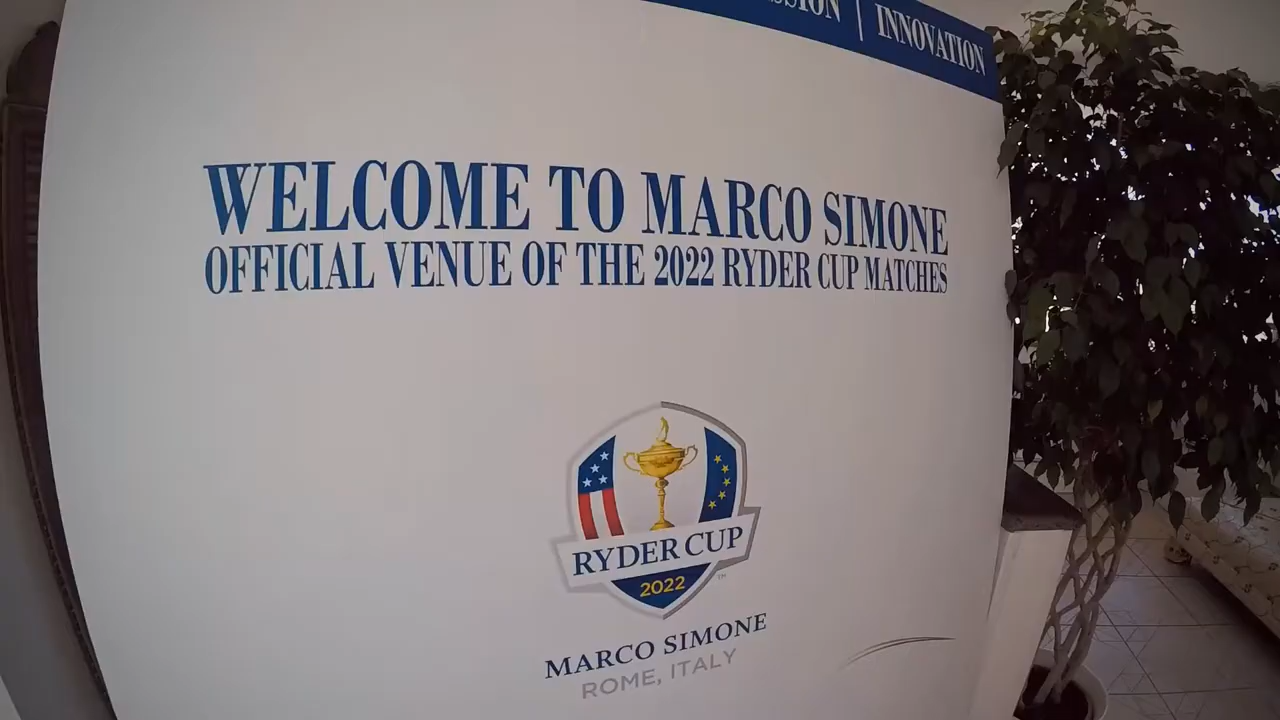 | INNOVATION
WELCOME TO MARCO SIMONE
OFFICIAL VENUE OF THE 2022 RYDER CUP MATCHES
RYDER CUP
2022
TM
MARCO SIMONE
ROME, ITALY